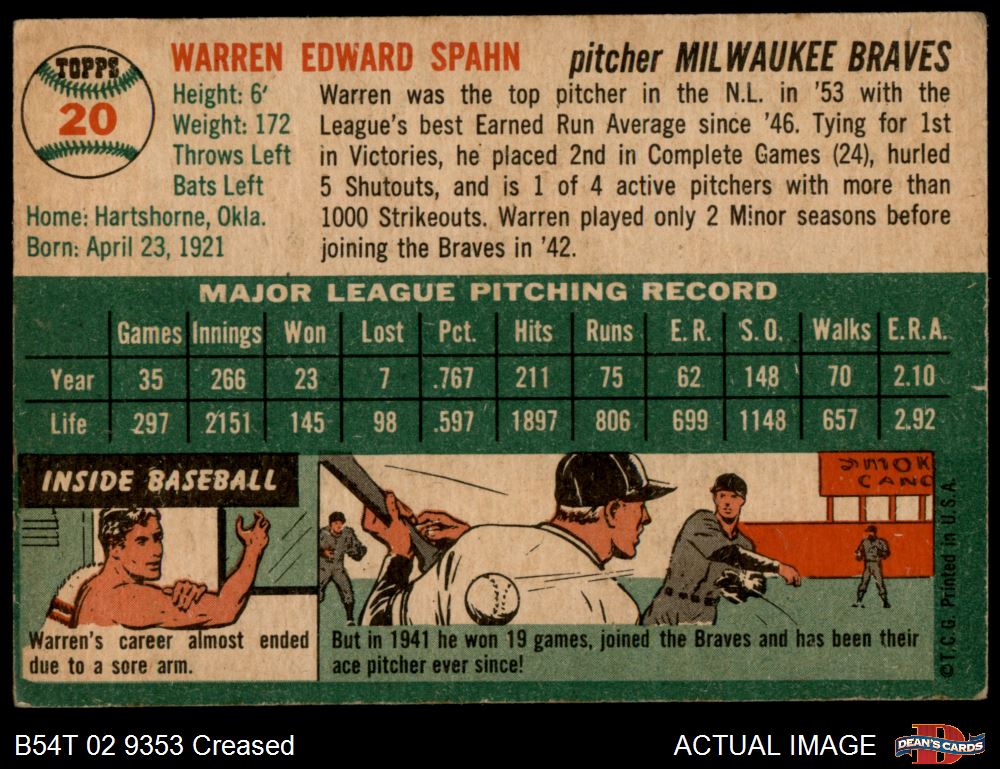 TOPPS
20
WARREN EDWARD SPAHN pitcher MILWAUKEE BRAVES
Height: 6'
Weight: 172
Throws Left
Bats Left
Home: Hartshorne, Okla.
Born: April 23, 1921
Warren was the top pitcher in the N.L. in '53 with the
League's best Earned Run Average since '46. Tying for 1st
in Victories, he placed 2nd in Complete Games (24), hurled
5 Shutouts, and is 1 of 4 active pitchers with more than
1000 Strikeouts. Warren played only 2 Minor seasons before
joining the Braves in '42.
MAJOR LEAGUE PITCHING RECORD
Games Innings Won Lost Pct. Hits Runs E.R. S.O. Walks E.R.A.
Year 35 266 23 7 .767 211 75 62 148 70 2.10
Life 297 2151 145 98 .597 1897 806 699 1148 657 2.92
INSIDE BASEBALL
SMOK
CANC
Warren's career almost ended
due to a sore arm.
But in 1941 he won 19 games, joined the Braves and has been their
ace pitcher ever since!
©T.C.G. Printed in U.S.A.
B54T 02 9353 Creased
ACTUAL IMAGE
DEAN'S CARDS